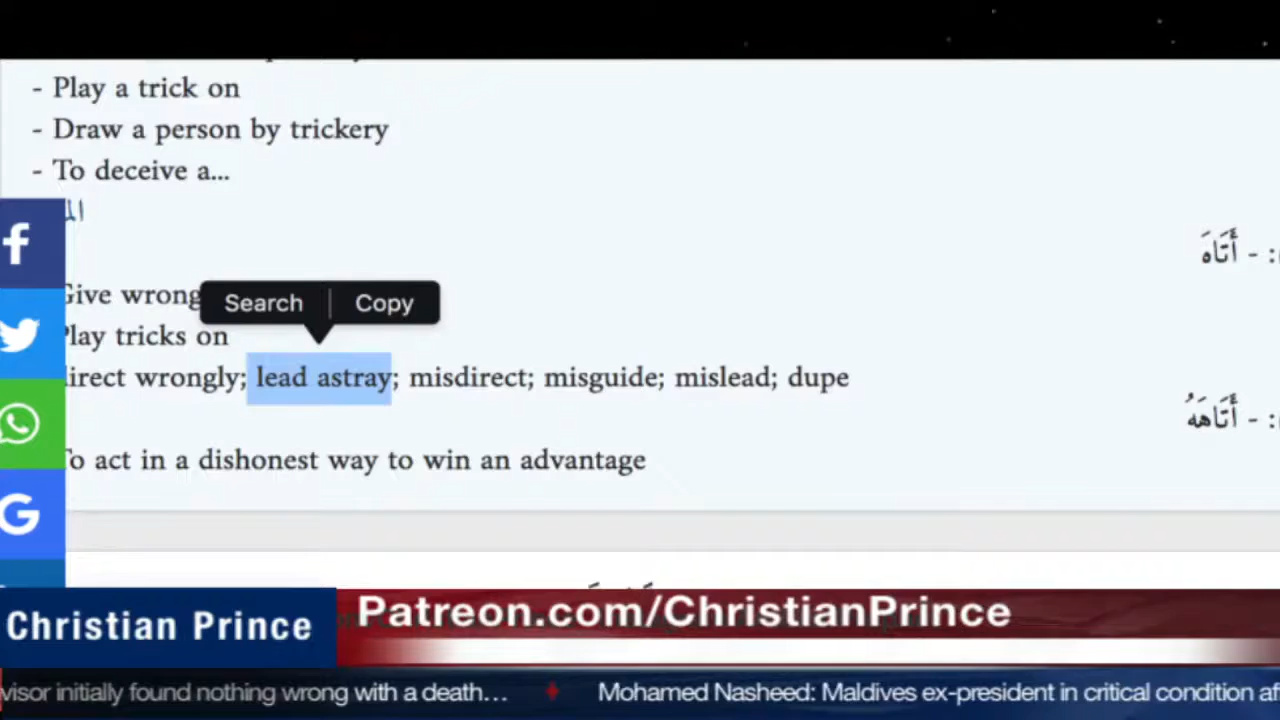 - Play a trick on
- Draw a person by trickery
- To deceive a...
- أَتَاهَ :
Give wrong
Search Copy
Play tricks on
direct wrongly; lead astray; misdirect; misguide; mislead; dupe
- أَتَاهَهُ :
To act in a dishonest way to win an advantage
Christian Prince
Patreon.com/ChristianPrince
visor initially found nothing wrong with a death... ♦ Mohamed Nasheed: Maldives ex-president in critical condition af